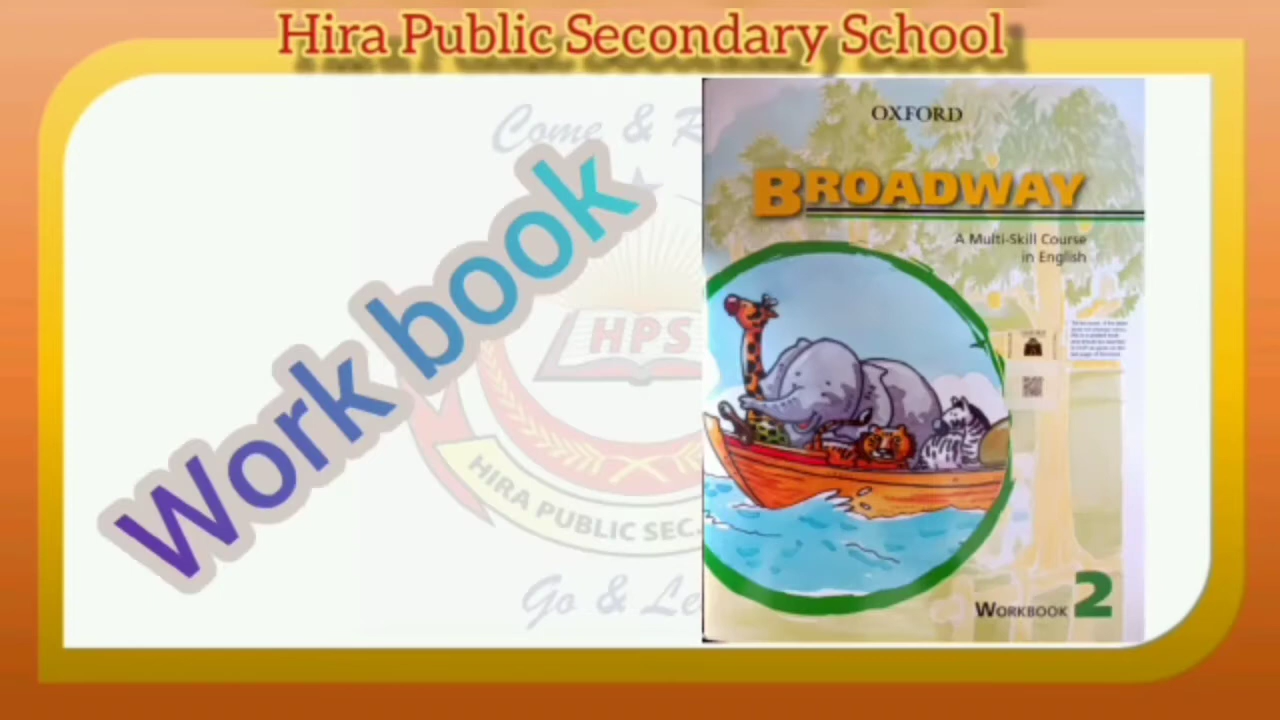 Hira Public Secondary School
Come & R
Work book
HPS
HIRA PUBLIC SEC.
Go & Le
OXFORD
BROADWAY
A Multi-Skill Course
in English
WORKBOOK 2